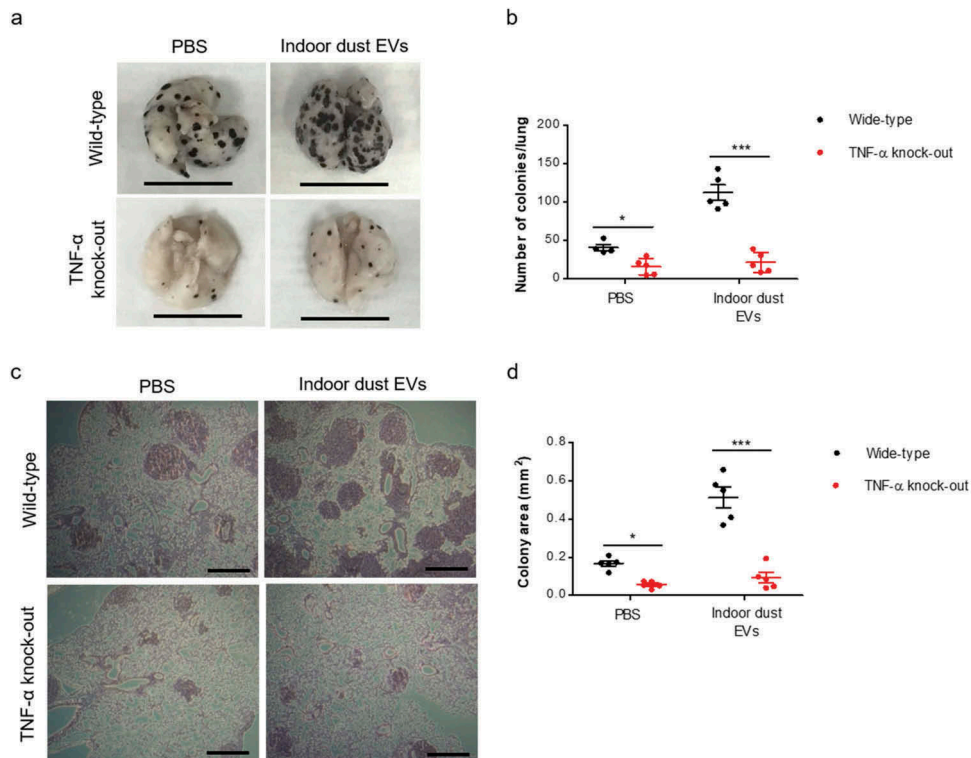 a
PBS
Indoor dust EVs
Wild-type
TNF-α
knock-out
b
Number of colonies/lung
200
150
100
50
0
*
***
PBS
Indoor dust
EVs
Wide-type
TNF-α knock-out
c
PBS
Indoor dust EVs
Wild-type
TNF-α knock-out
d
Colony area (mm²)
0.8
0.6
0.4
0.2
0.0
*
***
PBS
Indoor dust
EVs
Wide-type
TNF-α knock-out